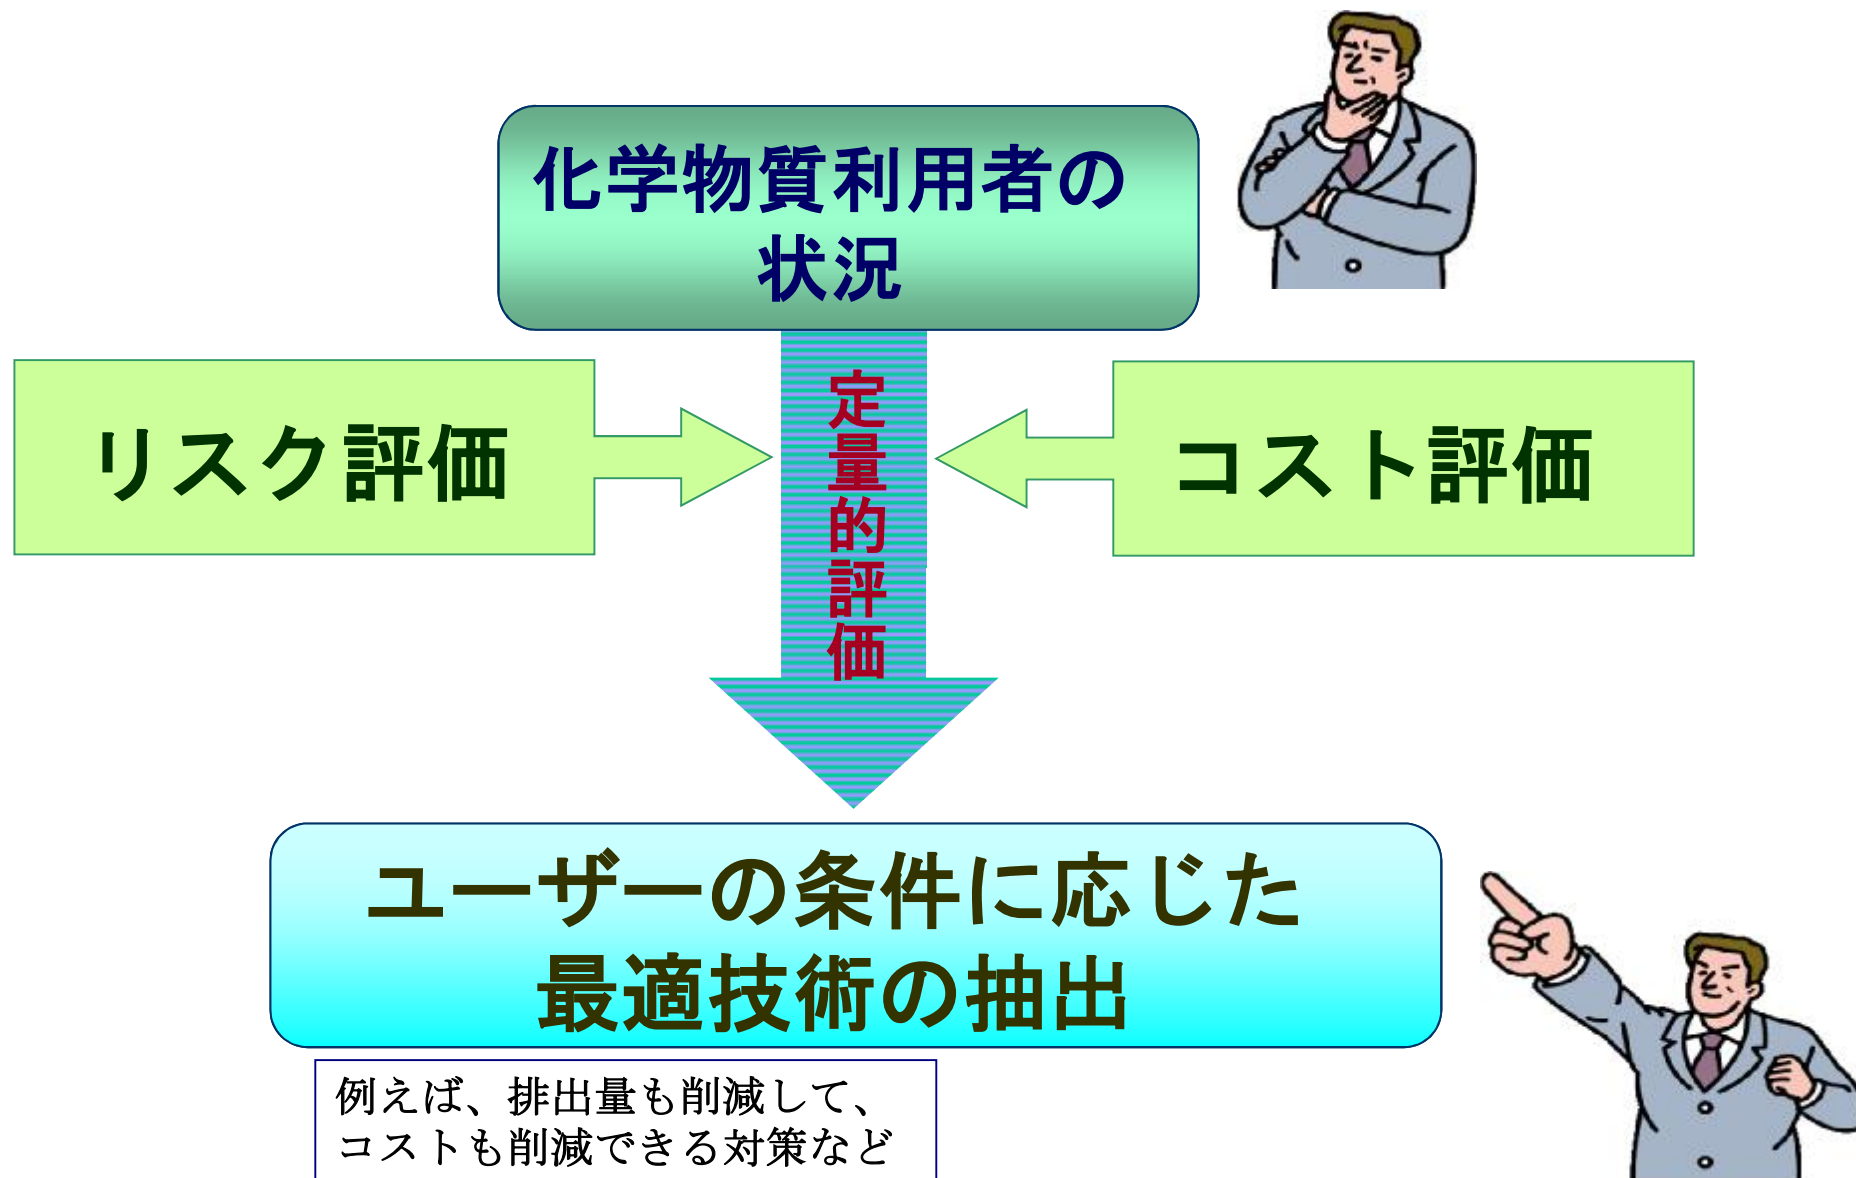 化学物質利用者の
状況
リスク評価
定量的評価
コスト評価
ユーザーの条件に応じた
最適技術の抽出
例えば、排出量も削減して、
コストも削減できる対策など